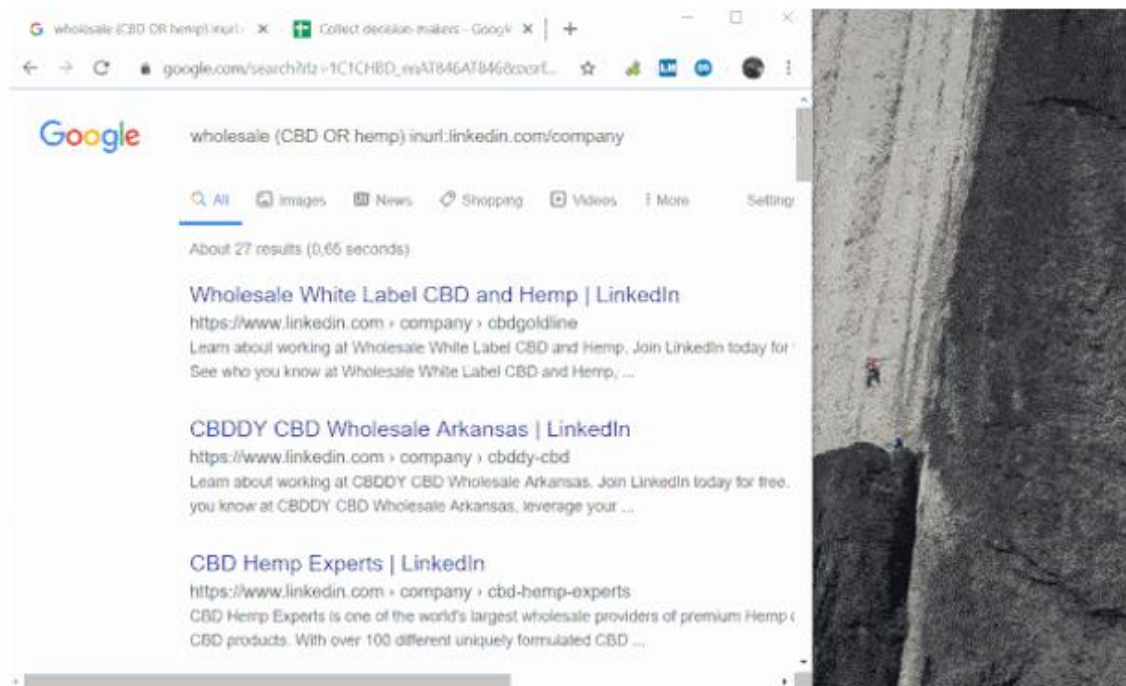 wholesale (CBD OR hemp) inurl:
Collect decision-makers - Googl
google.com/search?rlz=1C1CHBD_enAT846AT846&sxsrf...
LH
Google
wholesale (CBD OR hemp) inurl:linkedin.com/company
All Images News Shopping Videos More Settings
About 27 results (0,65 seconds)
Wholesale White Label CBD and Hemp | LinkedIn
https://www.linkedin.com › company › cbdgoldline
Learn about working at Wholesale White Label CBD and Hemp. Join LinkedIn today for
See who you know at Wholesale White Label CBD and Hemp, ...
CBDDY CBD Wholesale Arkansas | LinkedIn
https://www.linkedin.com › company › cbddy-cbd
Learn about working at CBDDY CBD Wholesale Arkansas. Join LinkedIn today for free.
you know at CBDDY CBD Wholesale Arkansas, leverage your ...
CBD Hemp Experts | LinkedIn
https://www.linkedin.com › company › cbd-hemp-experts
CBD Hemp Experts is one of the world's largest wholesale providers of premium Hemp
CBD products. With over 100 different uniquely formulated CBD ...